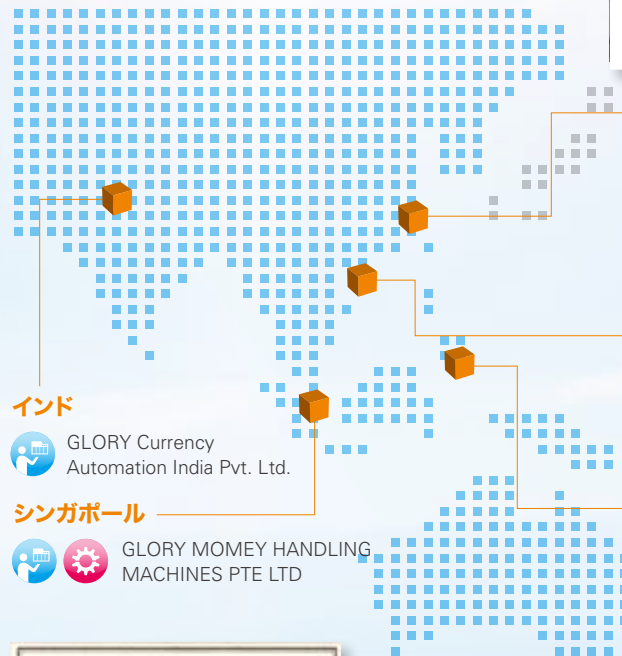 インド
GLORY Currency
Automation India Pvt. Ltd.
シンガポール
GLORY MOMEY HANDLING
MACHINES PTE LTD